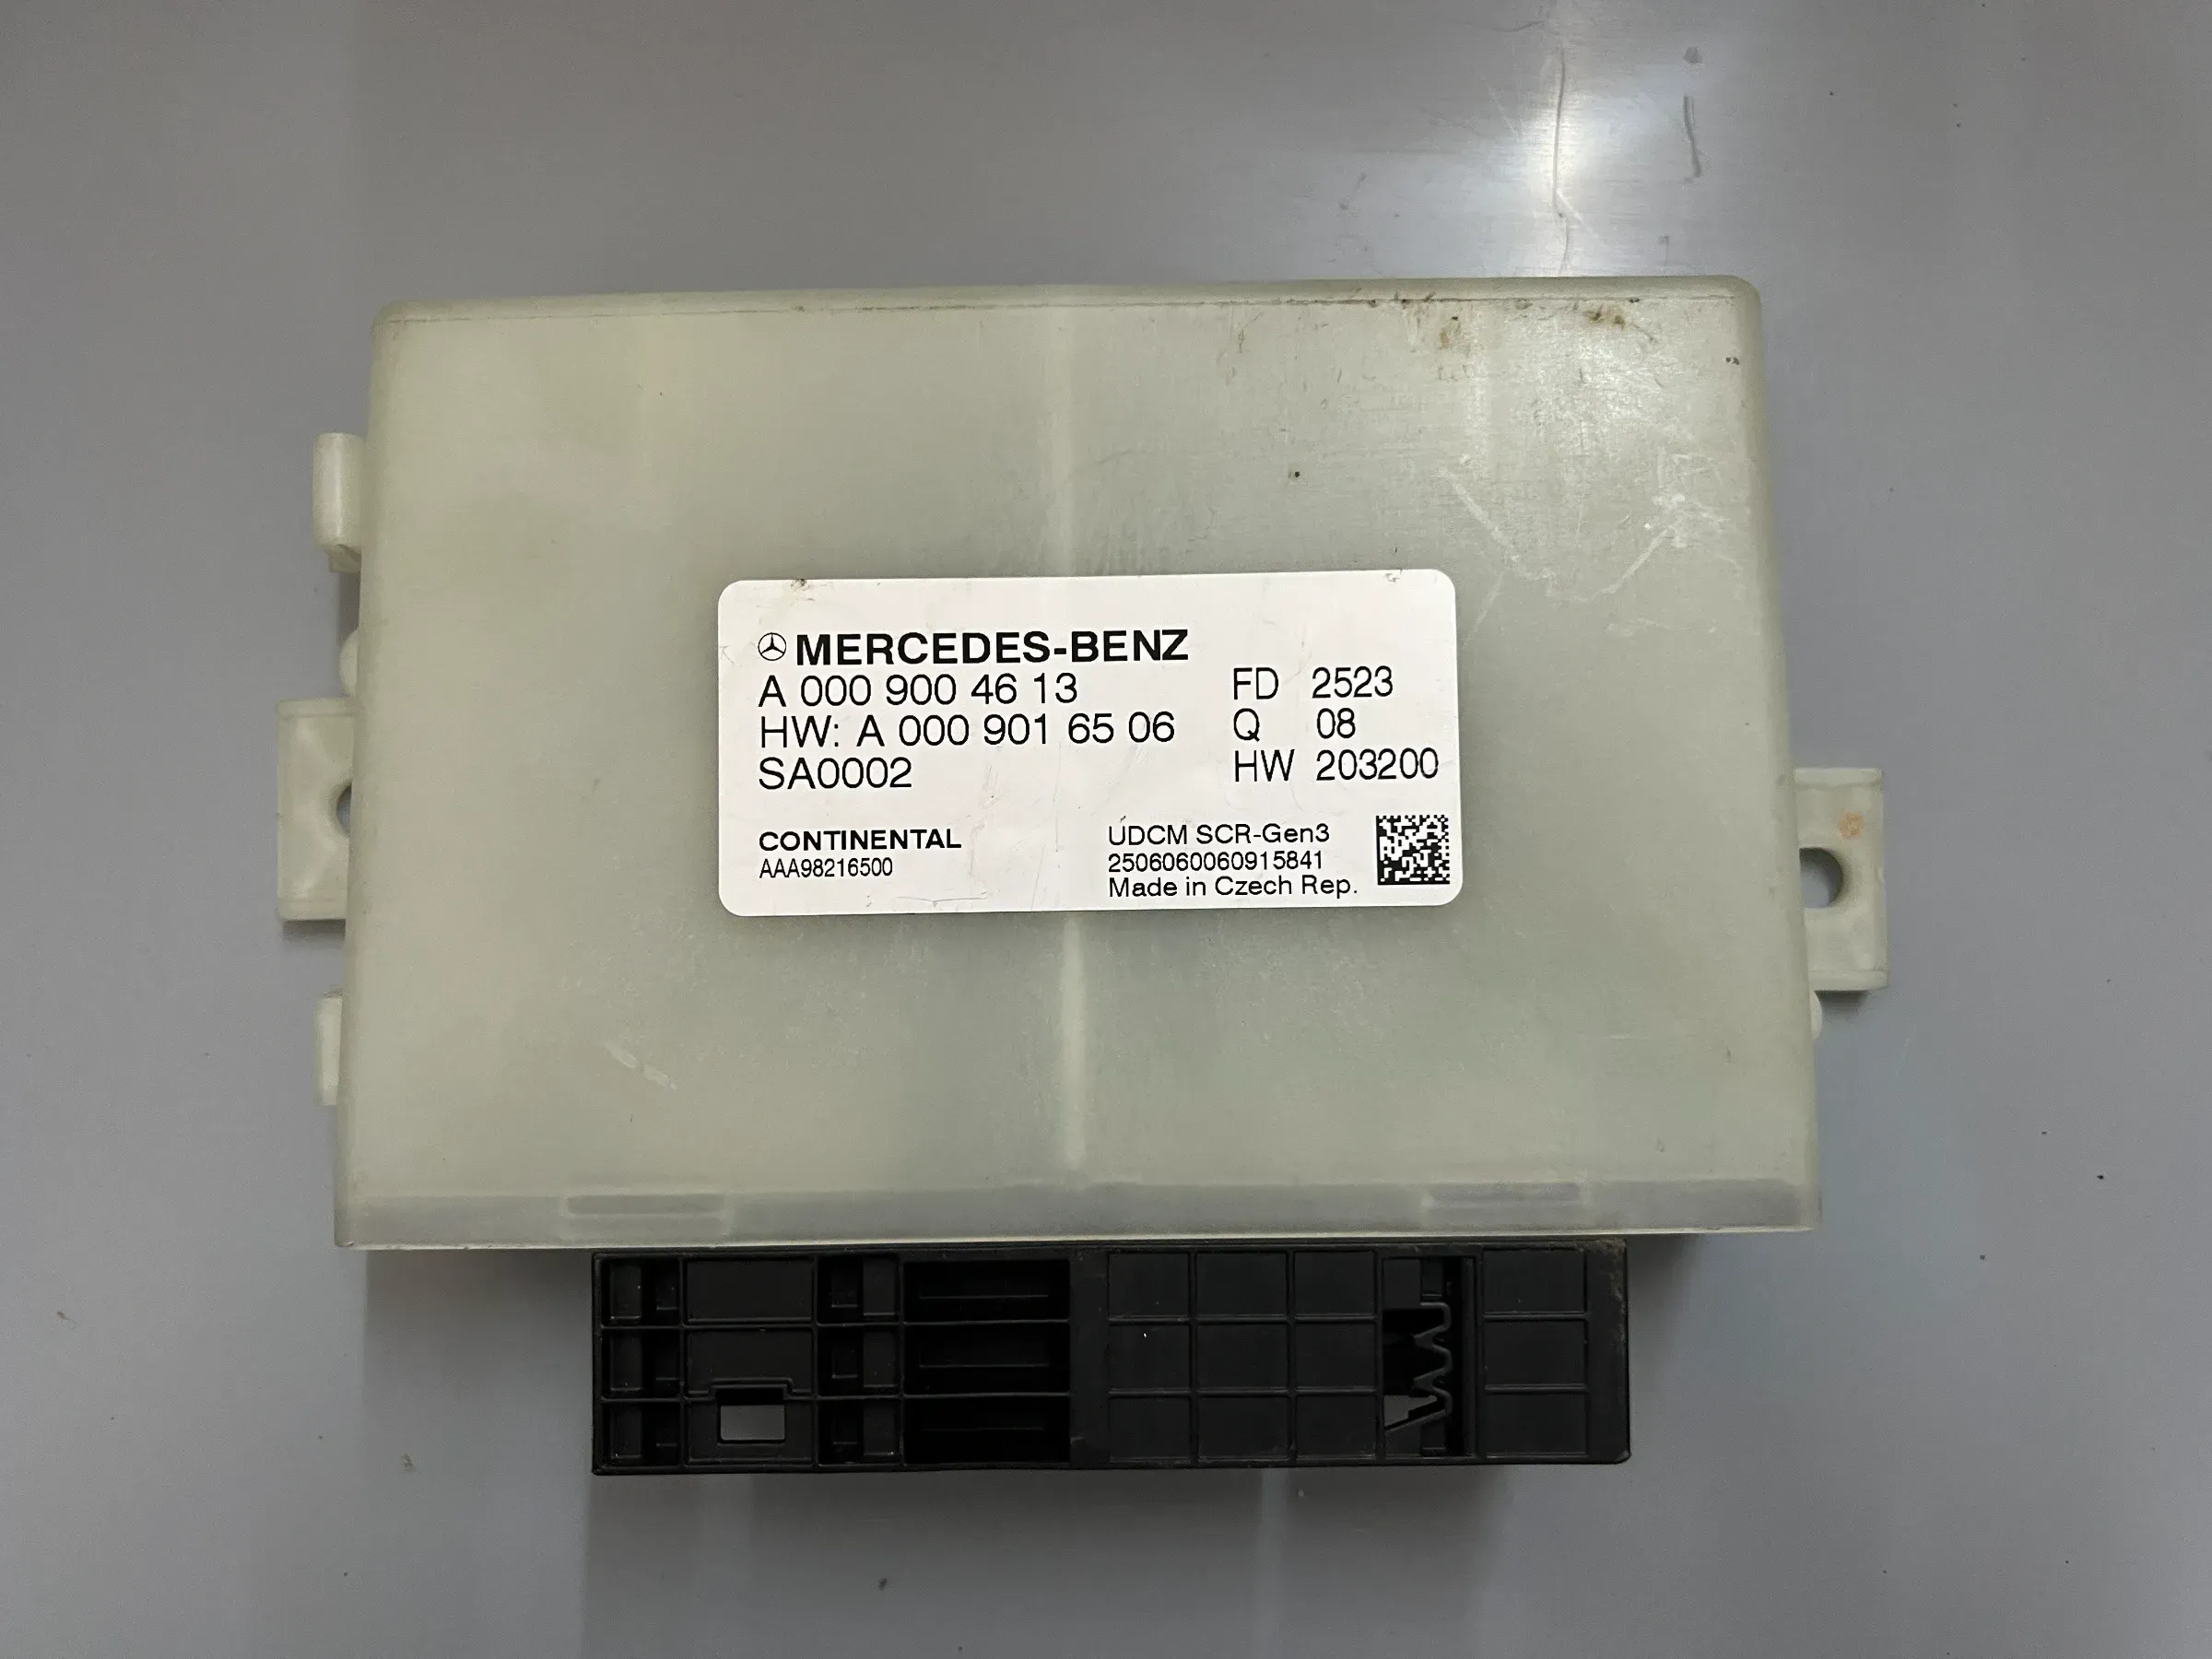 MERCEDES-BENZ
A 000 900 46 13
HW: A 000 901 65 06
SA0002
FD 2523
Q 08
HW 203200
CONTINENTAL
AAA98216500
UDCM SCR-Gen3
2506060060915841
Made in Czech Rep.